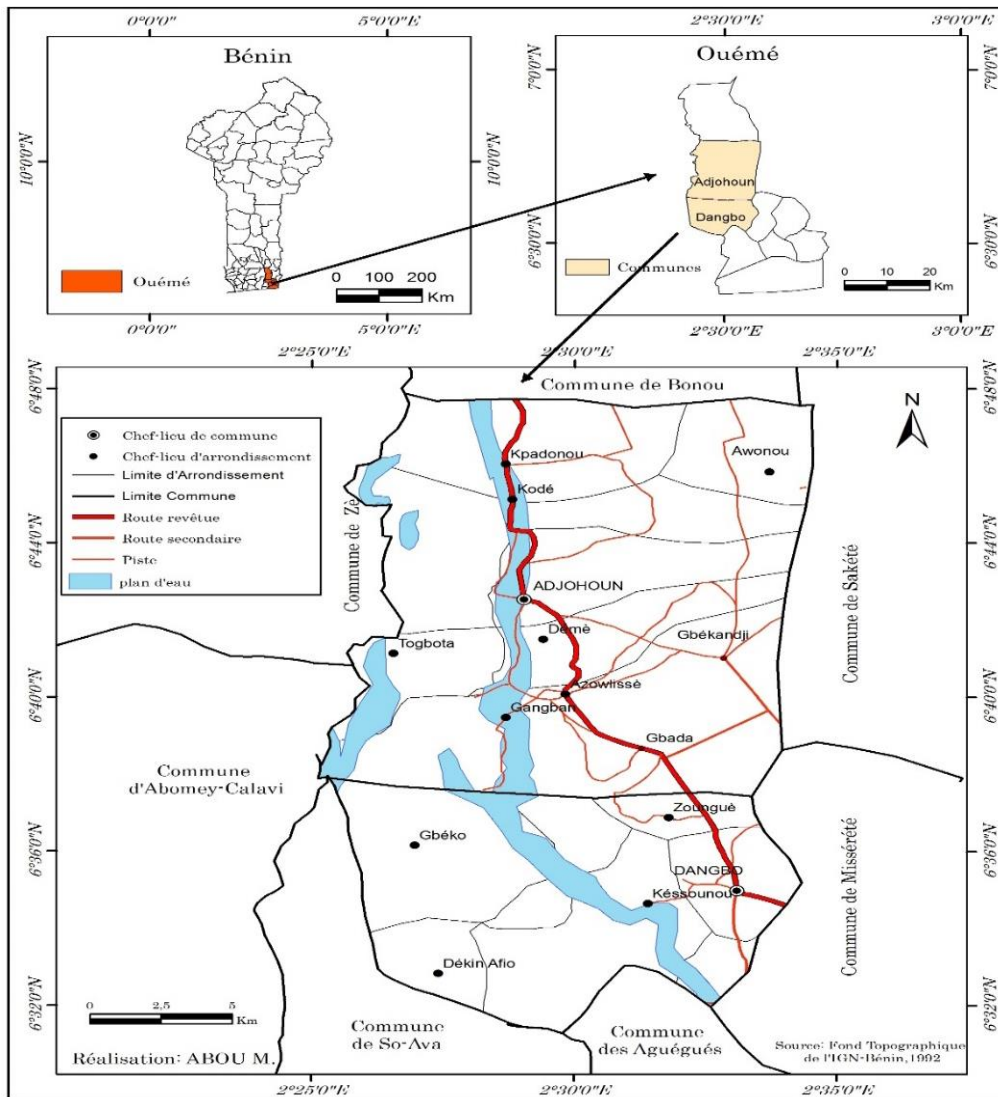 0°0'0" 5°0'0"E
Bénin
10°0'0"N
10°0'0"N
Ouémé
0 100 200
Km
0°0'0" 5°0'0"E
2°30'0"E 3°0'0"E
Ouémé
7°0'0"N
7°0'0"N
Adjohoun
Dangbo
6°30'0"N
6°30'0"N
Communes
0 10 20
Km
2°30'0"E 3°0'0"E
2°25'0"E 2°30'0"E 2°35'0"E
6°48'0"N
6°48'0"N
Commune de Bonou
N
Chef-lieu de commune
Chef-lieu d'arrondissement
Limite d'Arrondissement
Limite Commune
Route revêtue
Route secondaire
Piste
plan d'eau
Commune de Zè
Kpadonou
Awonou
Kodé
6°44'0"N
6°44'0"N
ADJOHOUN
Commune de Sakété
Dèmè
Gbékandji
Togbota
6°40'0"N
6°40'0"N
Azowlissè
Gangban
Gbada
Commune
d'Abomey-Calavi
Zounguè
Gbéko
6°36'0"N
6°36'0"N
DANGBO
Késsounou
Commune de Missérété
Dékin Afio
6°32'0"N
6°32'0"N
0 2,5 5
Km
Commune
de So-Ava
Commune
des Aguégués
Réalisation: ABOU M.
Source: Fond Topographique
de l'IGN-Bénin,1992
2°25'0"E 2°30'0"E 2°35'0"E